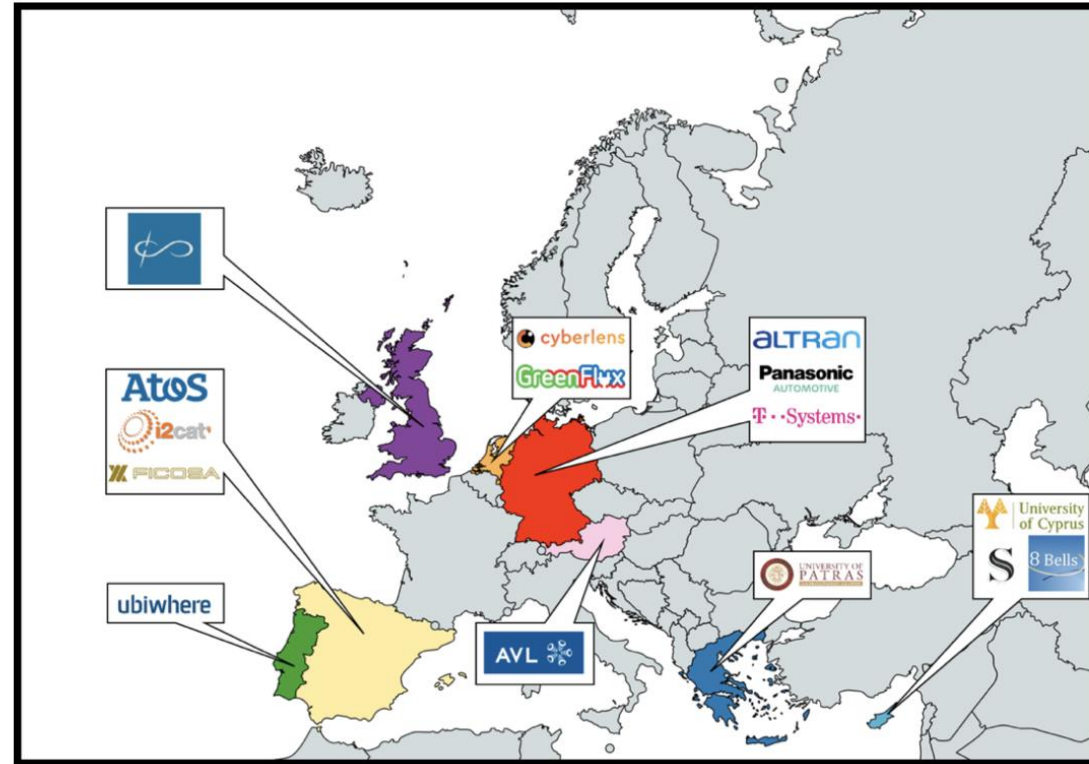 Atos
i2cat
FICOSA
ubiwhere
cyberlens
GreenFlux
ALTRAN
Panasonic
AUTOMOTIVE
T··Systems·
AVL
UNIVERSITY OF
PATRAS
University
of Cyprus
S
8 Bells